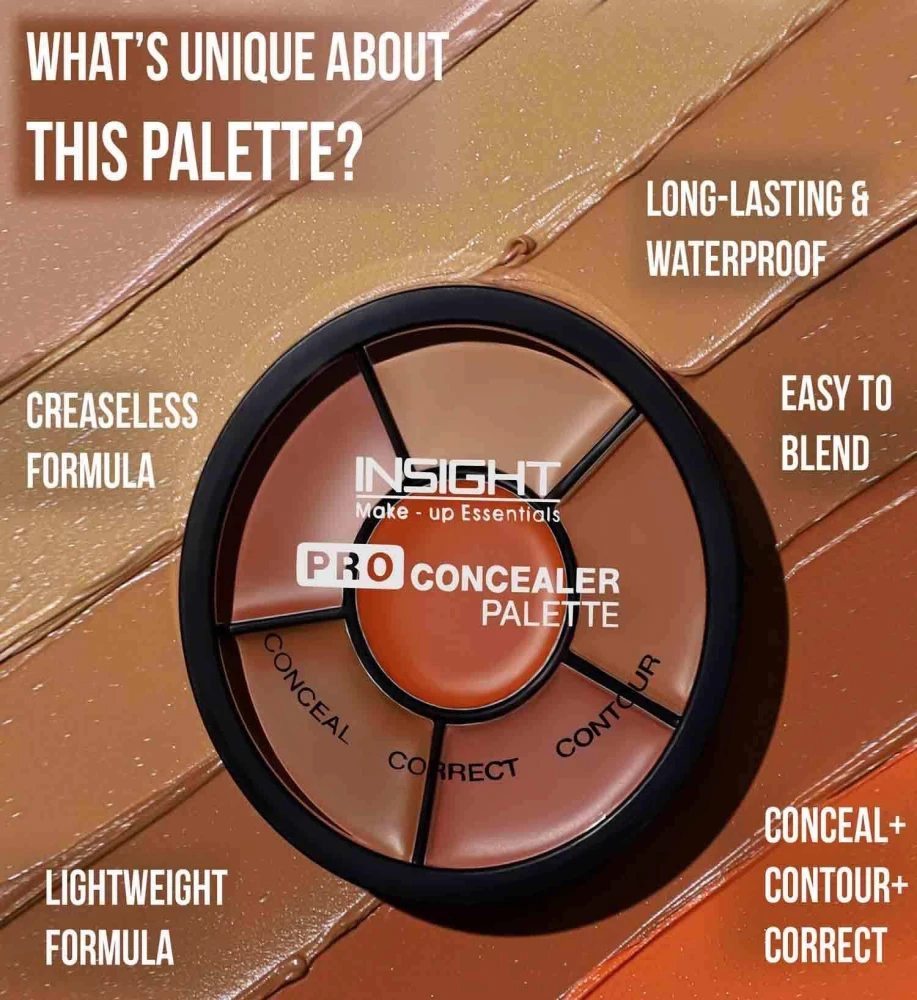 WHAT'S UNIQUE ABOUT
THIS PALETTE?
LONG-LASTING &
WATERPROOF
CREASELESS
FORMULA
EASY TO
BLEND
INSIGHT
Make - up Essentials
PRO CONCEALER
PALETTE
CONCEAL
CORRECT
CONTOUR
LIGHTWEIGHT
FORMULA
CONCEAL+
CONTOUR+
CORRECT